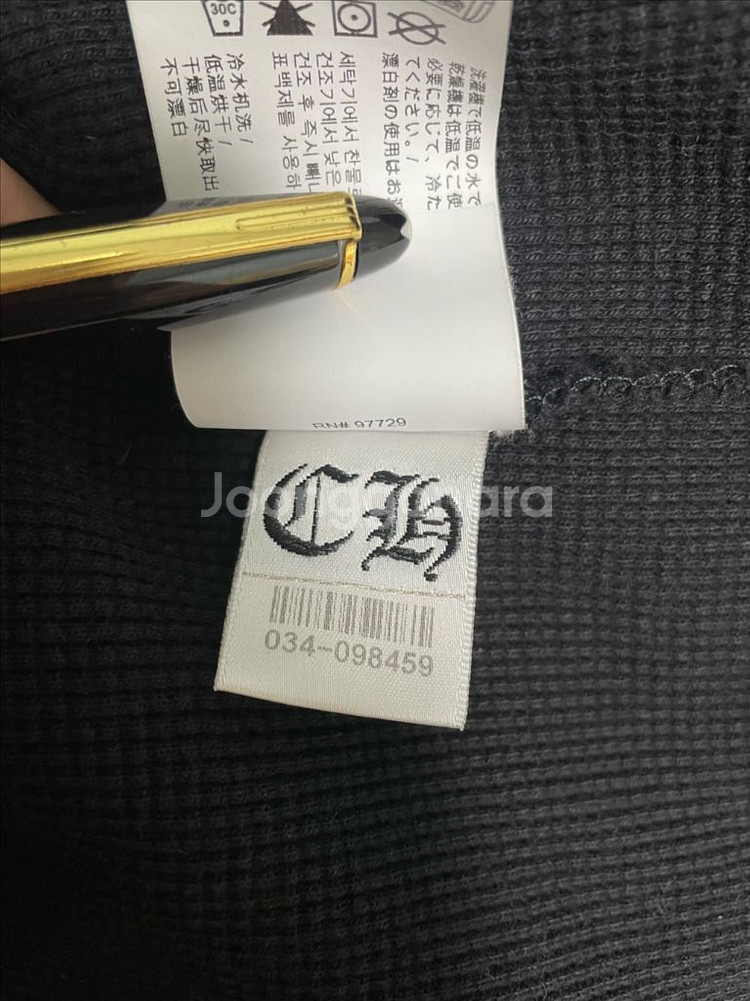 30C
洗濯機で低温の水で
乾燥機は低温でご使
必要に応じて、冷た
てください。/
漂白剤の使用はお
세탁기에서 찬물
건조기에서 낮은
건조 후 즉시 빼
표백제를 사용하
冷水机洗/
低温烘干/
干燥后尽快取出
不可漂白
RN# 97729
Joonggonara
CH
034-098459